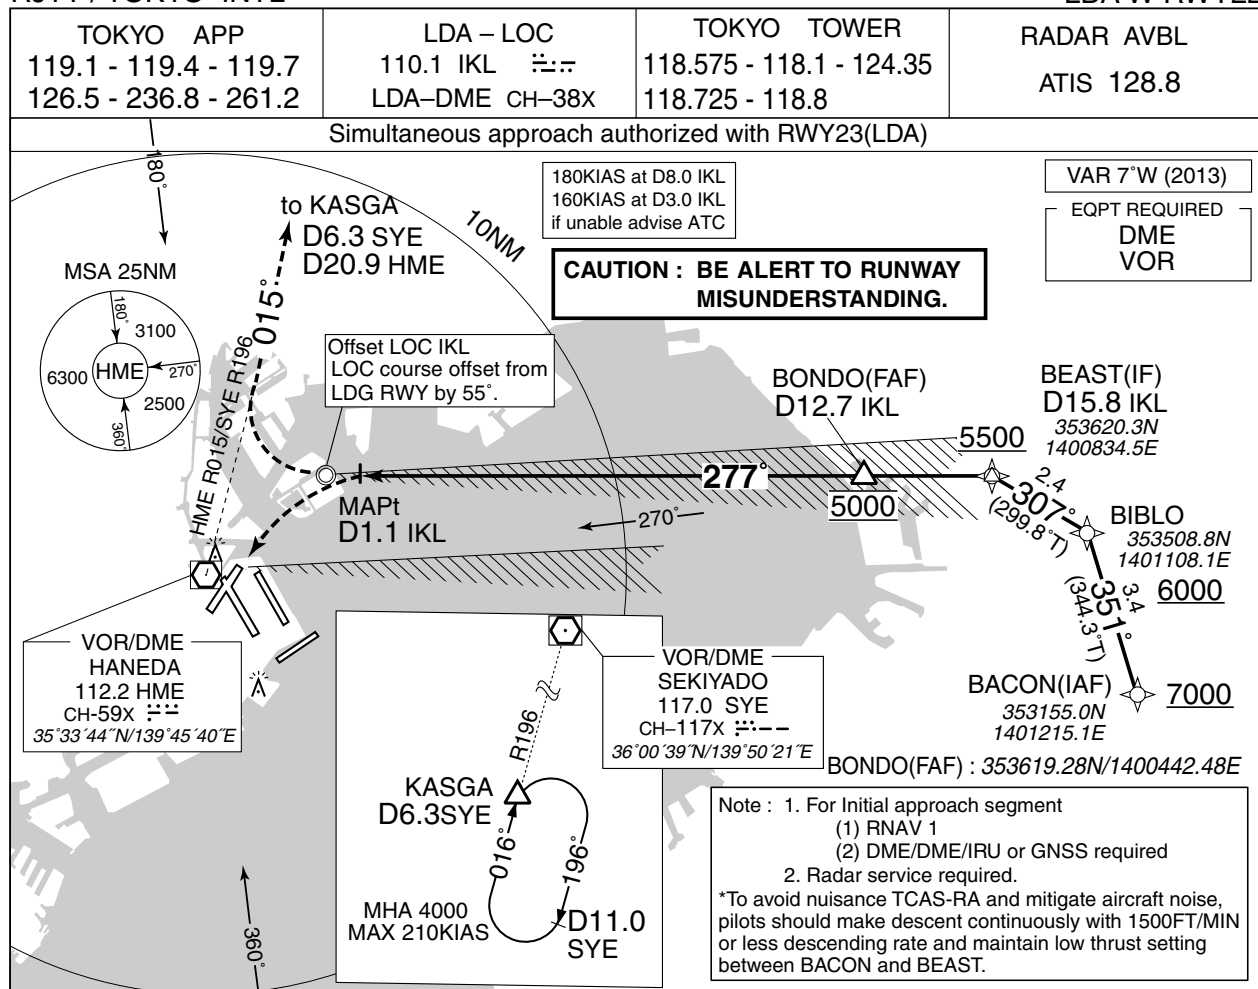 TOKYO APP
119.1 - 119.4 - 119.7
126.5 - 236.8 - 261.2
LDA – LOC
110.1 IKL
LDA–DME CH–38X
TOKYO TOWER
118.575 - 118.1 - 124.35
118.725 - 118.8
RADAR AVBL
ATIS 128.8
Simultaneous approach authorized with RWY23(LDA)
180°
to KASGA
D6.3 SYE
D20.9 HME
10NM
180KIAS at D8.0 IKL
160KIAS at D3.0 IKL
if unable advise ATC
VAR 7°W (2013)
EQPT REQUIRED
DME
VOR
CAUTION : BE ALERT TO RUNWAY
MISUNDERSTANDING.
MSA 25NM
180°
3100
6300
HME
270°
2500
360°
015°
HME R015/SYE R196
Offset LOC IKL
LOC course offset from
LDG RWY by 55°.
BONDO(FAF)
D12.7 IKL
BEAST(IF)
D15.8 IKL
353620.3N
1400834.5E
5500
277°
5000
2.4
307°
(299.8°T)
MAPt
D1.1 IKL
270°
BIBLO
353508.8N
1401108.1E
6000
3.4
351°
(344.3°T)
VOR/DME
HANEDA
112.2 HME
CH-59X
35°33´44˝N/139°45´40˝E
VOR/DME
SEKIYADO
117.0 SYE
CH–117X
36°00´39˝N/139°50´21˝E
BACON(IAF)
353155.0N
1401215.1E
7000
BONDO(FAF) : 353619.28N/1400442.48E
R196
KASGA
D6.3SYE
016°
196°
MHA 4000
MAX 210KIAS
D11.0
SYE
360°
Note : 1. For Initial approach segment
(1) RNAV 1
(2) DME/DME/IRU or GNSS required
2. Radar service required.
*To avoid nuisance TCAS-RA and mitigate aircraft noise,
pilots should make descent continuously with 1500FT/MIN
or less descending rate and maintain low thrust setting
between BACON and BEAST.